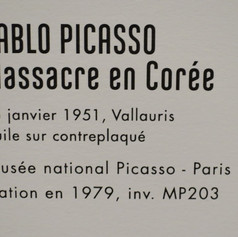 ABLO PICASSO
assacre en Corée
janvier 1951, Vallauris
uile sur contreplaqué
usée national Picasso - Paris
ation en 1979, inv. MP203